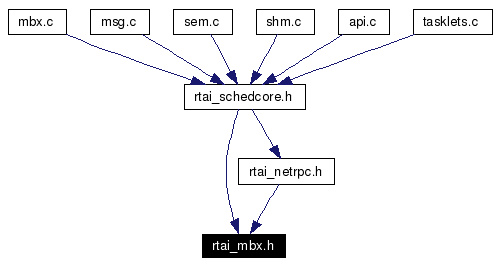 mbx.c
msg.c
sem.c
shm.c
api.c
tasklets.c
rtai_schedcore.h
rtai_netrpc.h
rtai_mbx.h